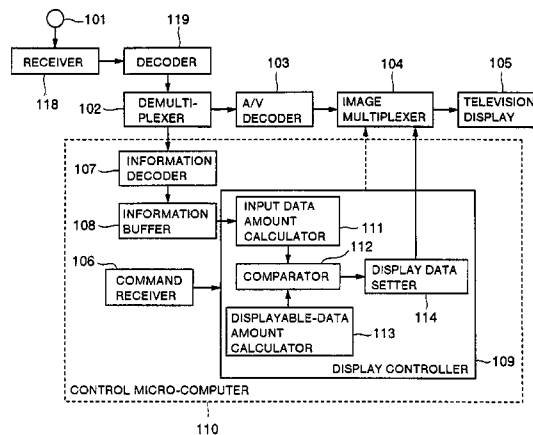 101
119
103
104
105
RECEIVER
DECODER
118
102
DEMULTI-
PLEXER
A/V
DECODER
IMAGE
MULTIPLEXER
TELEVISION
DISPLAY
107
INFORMATION
DECODER
108
INFORMATION
BUFFER
INPUT DATA
AMOUNT
CALCULATOR
111
112
106
COMMAND
RECEIVER
COMPARATOR
DISPLAY DATA
SETTER
114
DISPLAYABLE-DATA
AMOUNT
CALCULATOR
113
109
DISPLAY CONTROLLER
CONTROL MICRO-COMPUTER
110